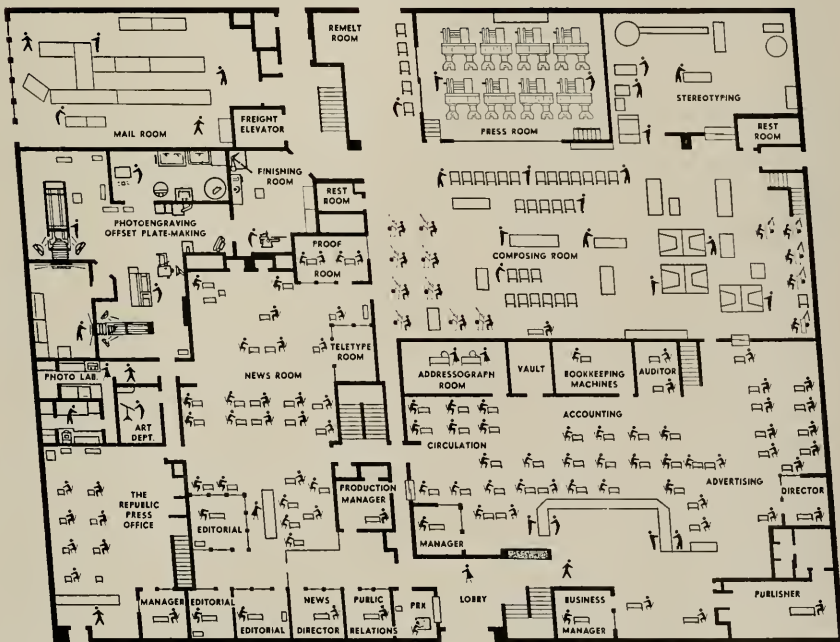 REMELT
ROOM
MAIL ROOM
FREIGHT
ELEVATOR
PRESS ROOM
STEREOTYPING
REST
ROOM
FINISHING
ROOM
REST
ROOM
PHOTOENGRAVING
OFFSET PLATE-MAKING
PROOF
ROOM
COMPOSING ROOM
NEWS ROOM
TELETYPE
ROOM
PHOTO LAB.
ART
DEPT.
ADDRESSOGRAPH
ROOM
VAULT
BOOKKEEPING
MACHINES
AUDITOR
ACCOUNTING
CIRCULATION
ADVERTISING
DIRECTOR
THE
REPUBLIC
PRESS
OFFICE
EDITORIAL
PRODUCTION
MANAGER
MANAGER
LOBBY
PUBLISHER
MANAGER
EDITORIAL
EDITORIAL
NEWS
DIRECTOR
PUBLIC
RELATIONS
PBX
BUSINESS
MANAGER